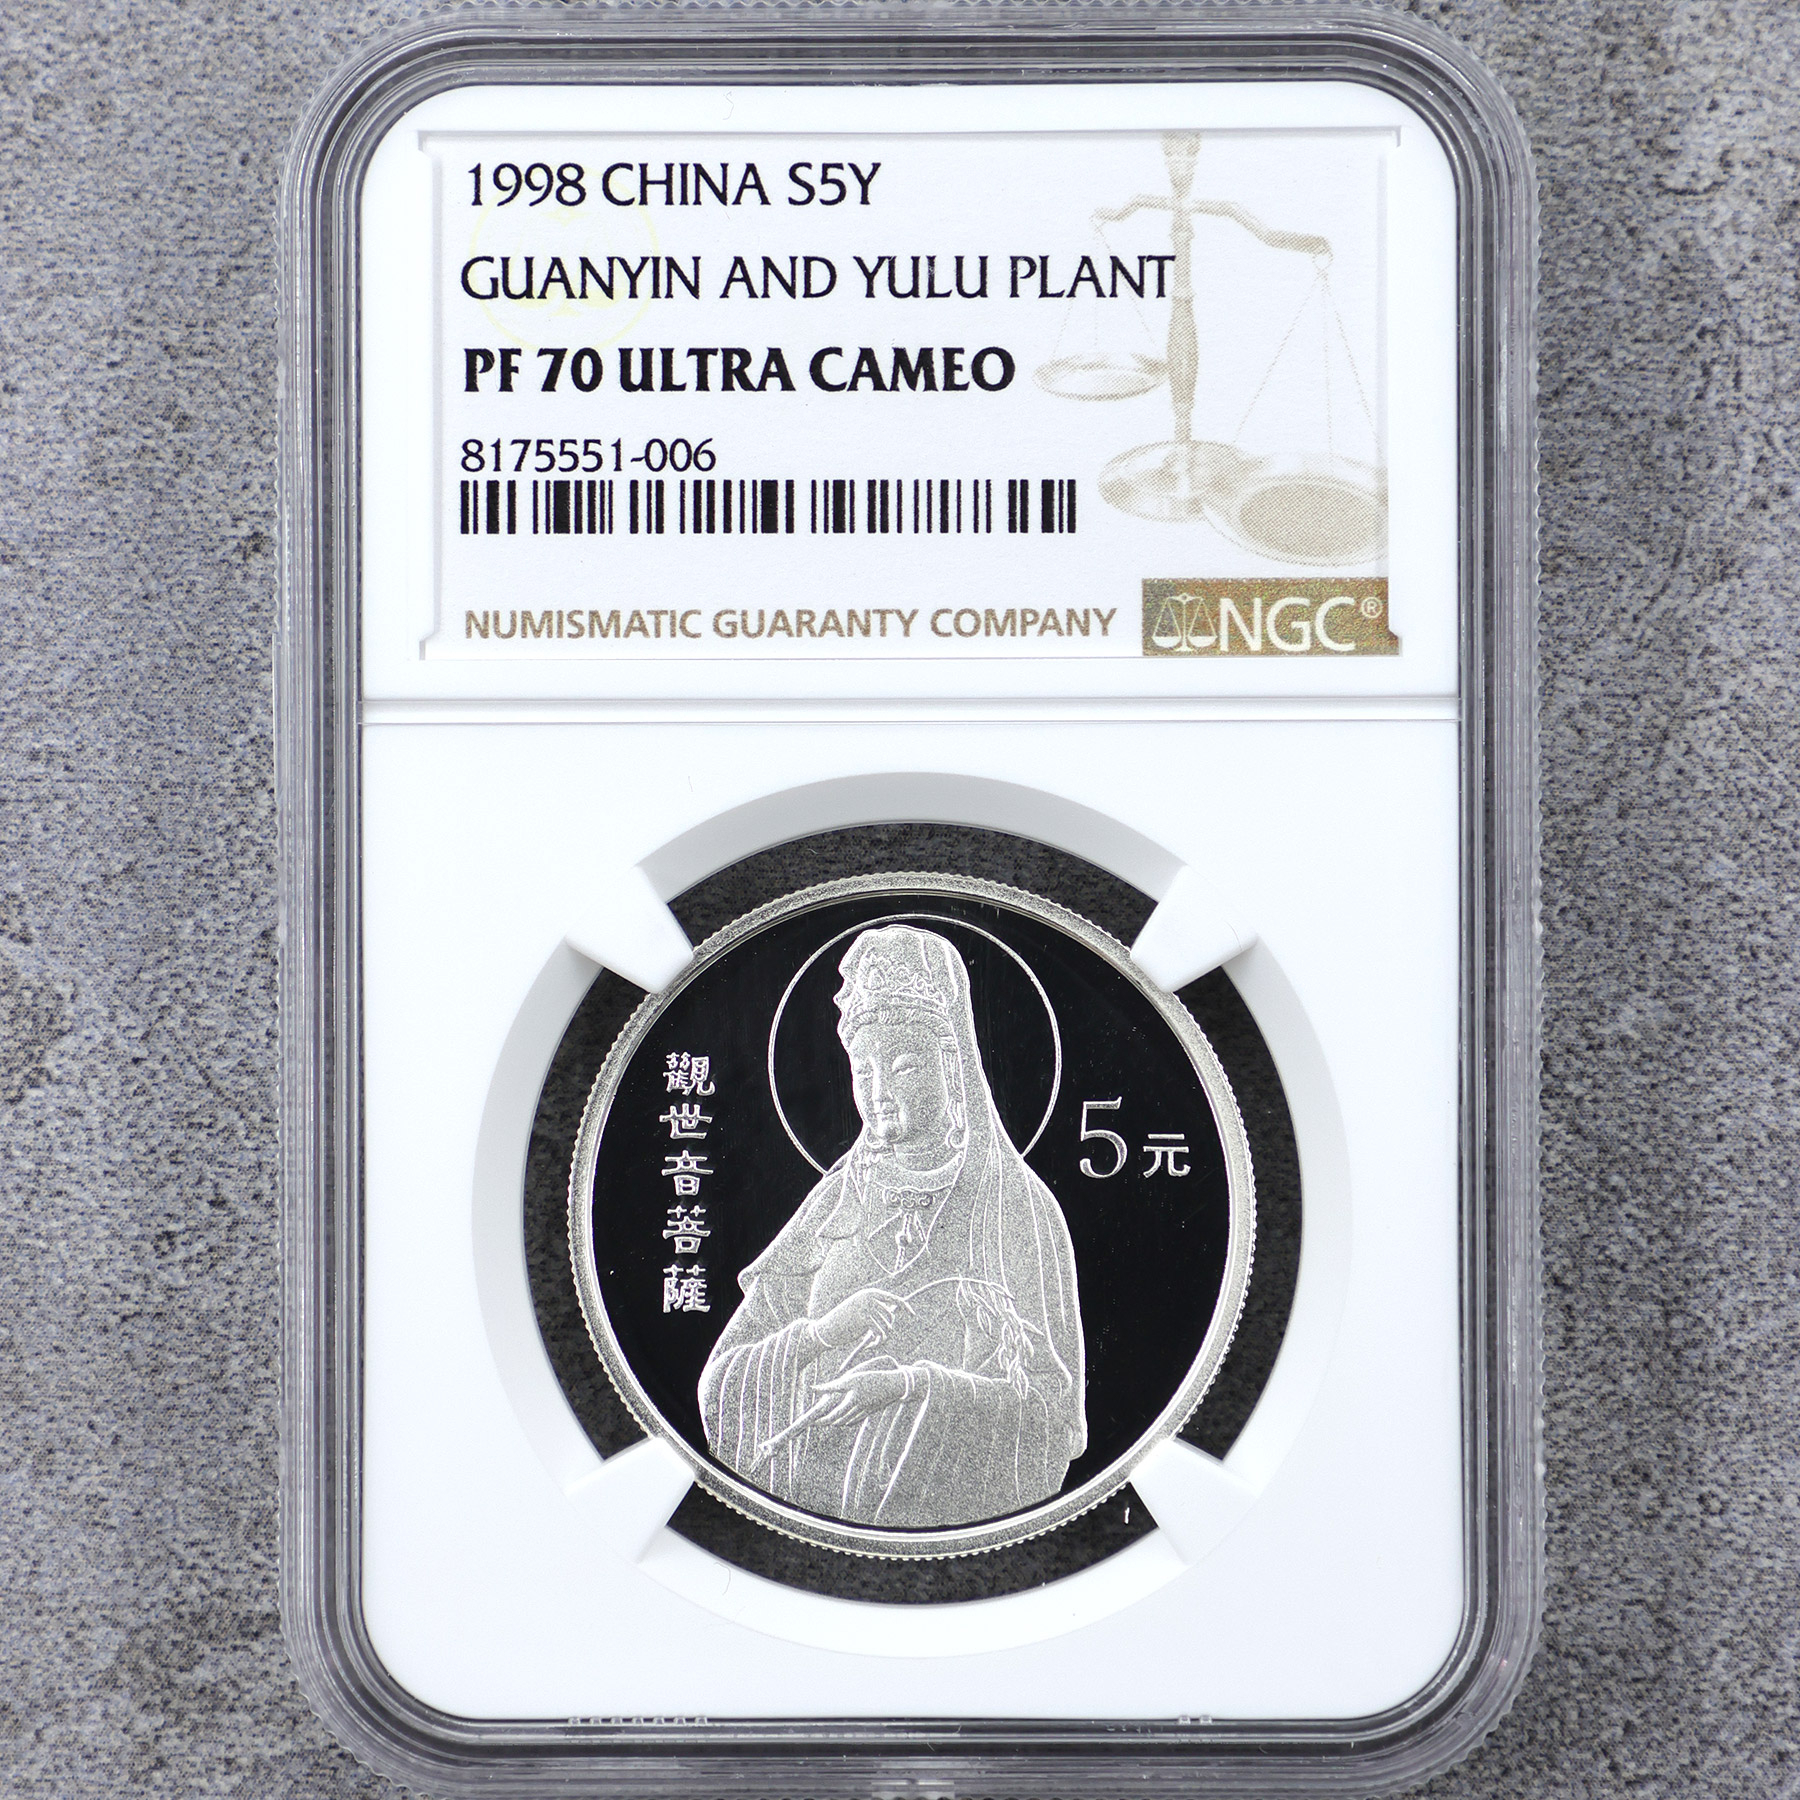 1998 CHINA S5Y
GUANYIN AND YULU PLANT
PF 70 ULTRA CAMEO
8175551-006
NUMISMATIC GUARANTY COMPANY
NGC®
觀世音菩薩
5元